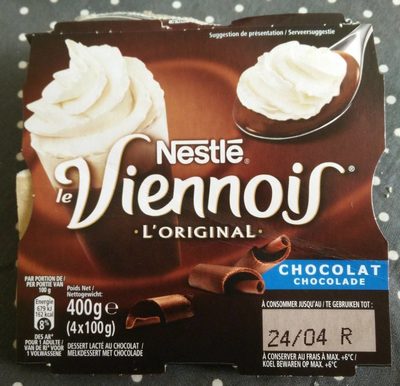 Suggestion de présentation / Serveersuggestie
Nestlé®
le Viennois®
· L'ORIGINAL ·
CHOCOLAT
CHOCOLADE
PAR PORTION DE /
PER PORTIE VAN
100 g
Energie
679 kJ
162 kcal
8%
DES AR*
POUR 1 ADULTE /
VAN DE RI* VOOR
1 VOLWASSENE
Poids Net /
Nettogewicht:
400g e
(4x100g)
DESSERT LACTÉ AU CHOCOLAT /
MELKDESSERT MET CHOCOLADE
À CONSOMMER JUSQU'AU / TE GEBRUIKEN TOT :
24/04 R
À CONSERVER AU FRAIS À MAX. +6°C /
KOEL BEWAREN OP MAX. +6°C